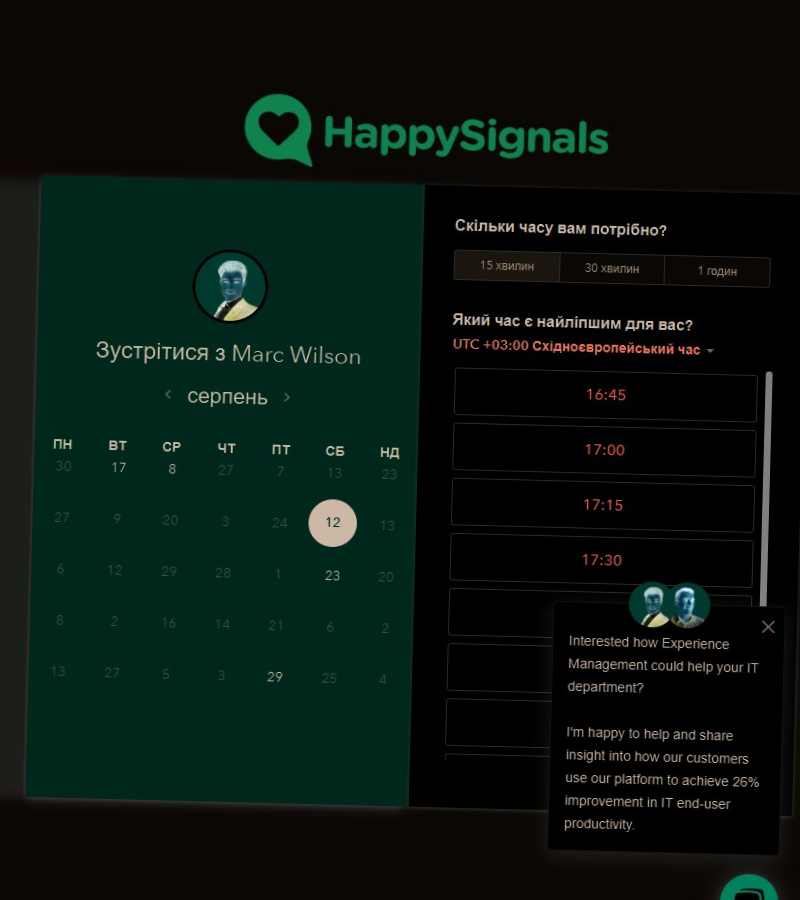 HappySignals
Зустрітися з Marc Wilson
серпень
ПН ВТ СР ЧТ ПТ СБ НД
30 17 8 27 7 13 23
27 9 20 3 24 12 13
6 12 29 28 1 23 20
8 2 16 14 21 6 2
13 27 5 3 29 25 4
Скільки часу вам потрібно?
15 хвилин 30 хвилин 1 годин
Який час є найліпшим для вас?
UTC +03:00 Східноєвропейський час
16:45
17:00
17:15
17:30
Interested how Experience
Management could help your IT
department?
I'm happy to help and share
insight into how our customers
use our platform to achieve 26%
improvement in IT end-user
productivity.